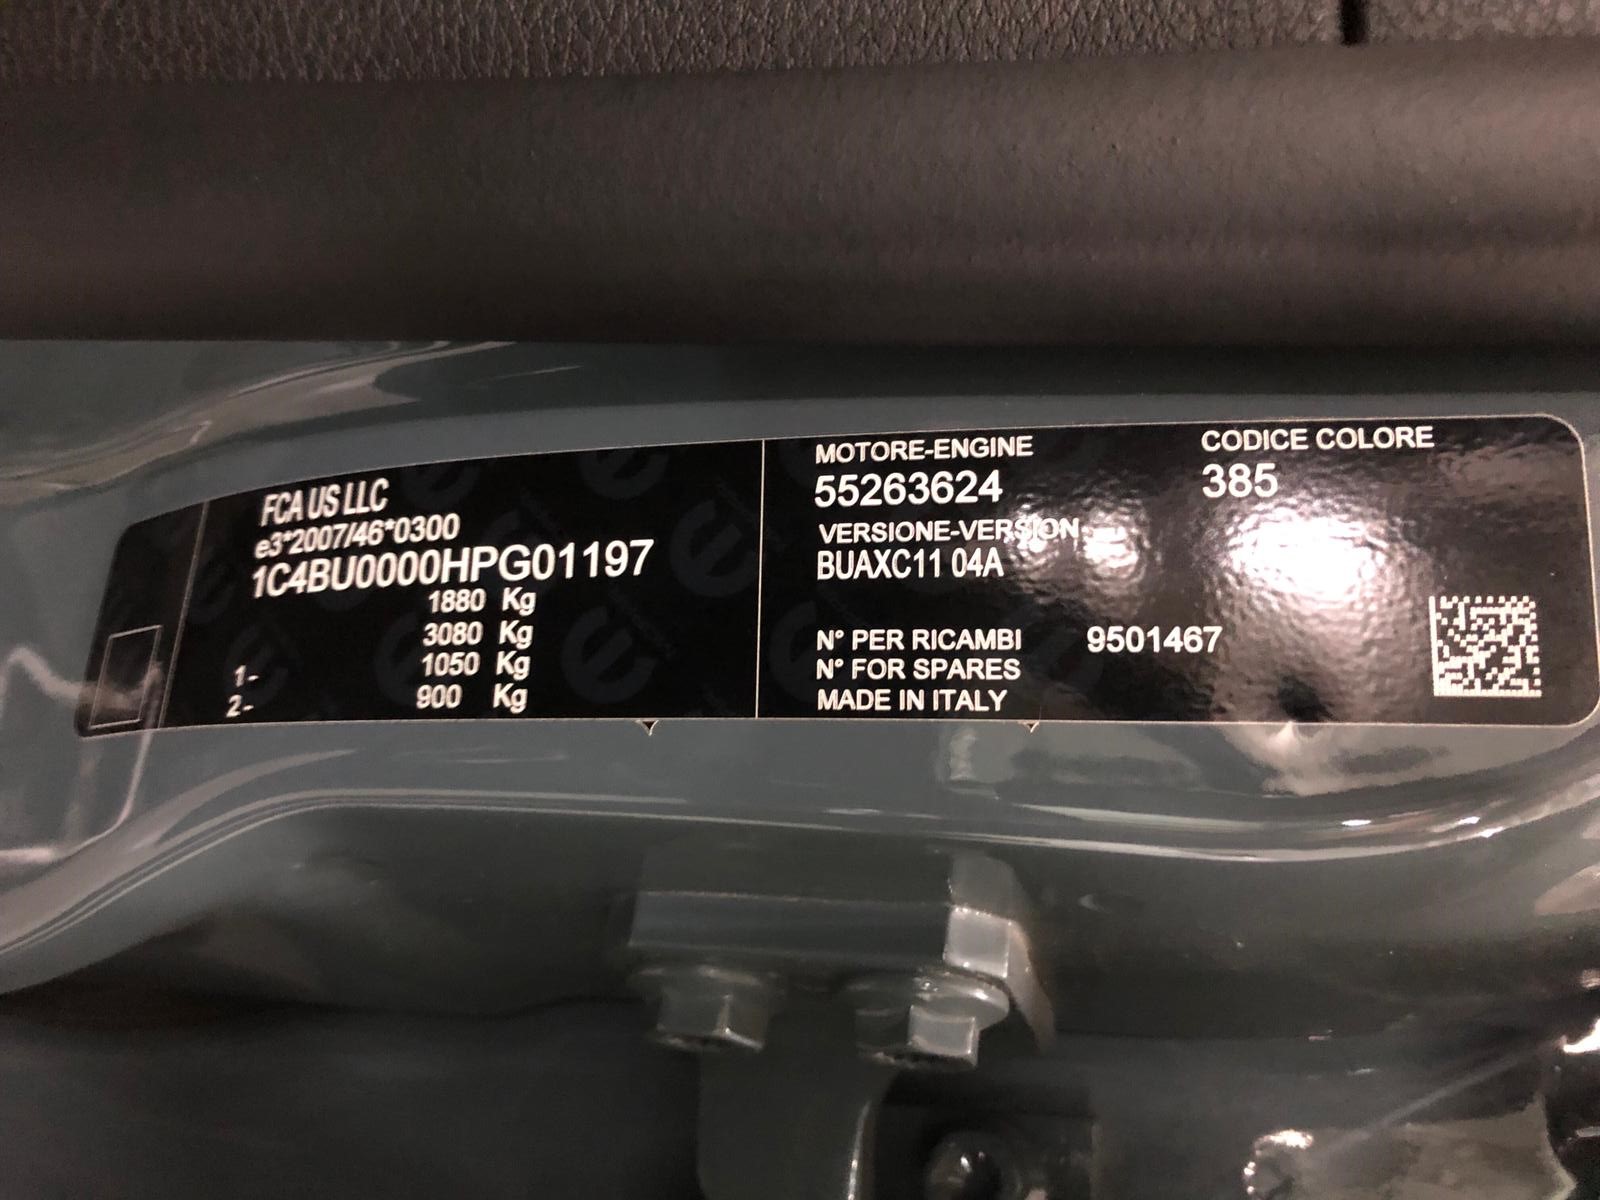 FCA US LLC
e3*2007/46*0300
1C4BU0000HPG01197
1880 Kg
3080 Kg
1- 1050 Kg
2- 900 Kg
MOTORE-ENGINE
55263624
VERSIONE-VERSION
BUAXC11 04A
N° PER RICAMBI 9501467
N° FOR SPARES
MADE IN ITALY
CODICE COLORE
385